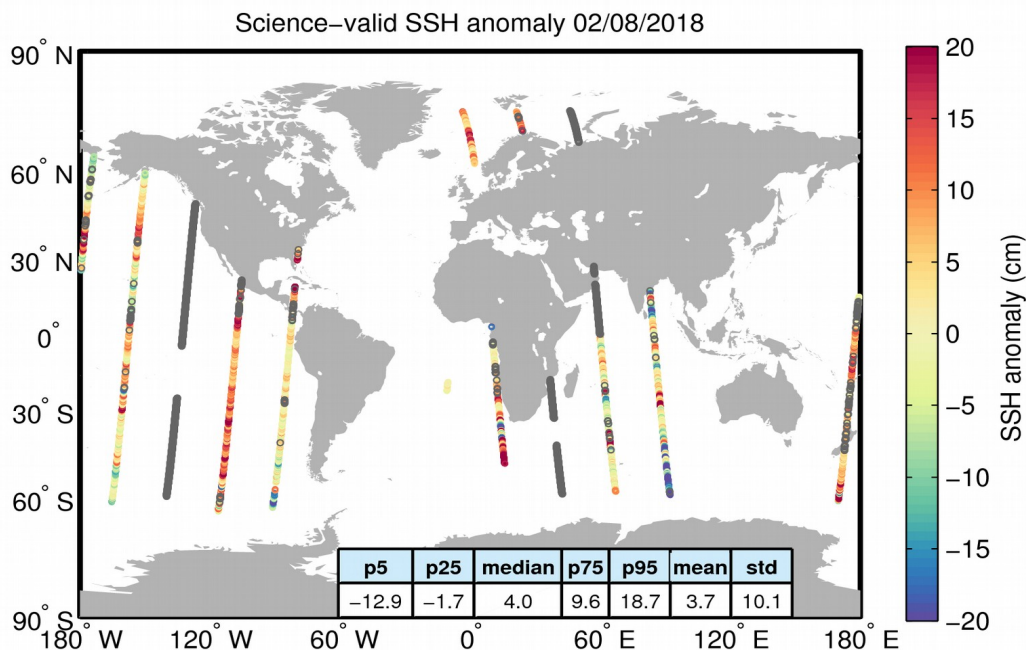 Science−valid SSH anomaly 02/08/2018
90° N
60° N
30° N
0°
30° S
60° S
90° S
180° W
120° W
60° W
0°
60° E
120° E
180° E
p5 p25 median p75 p95 mean std
−12.9 −1.7 4.0 9.6 18.7 3.7 10.1
20
15
10
5
0
−5
−10
−15
−20
SSH anomaly (cm)